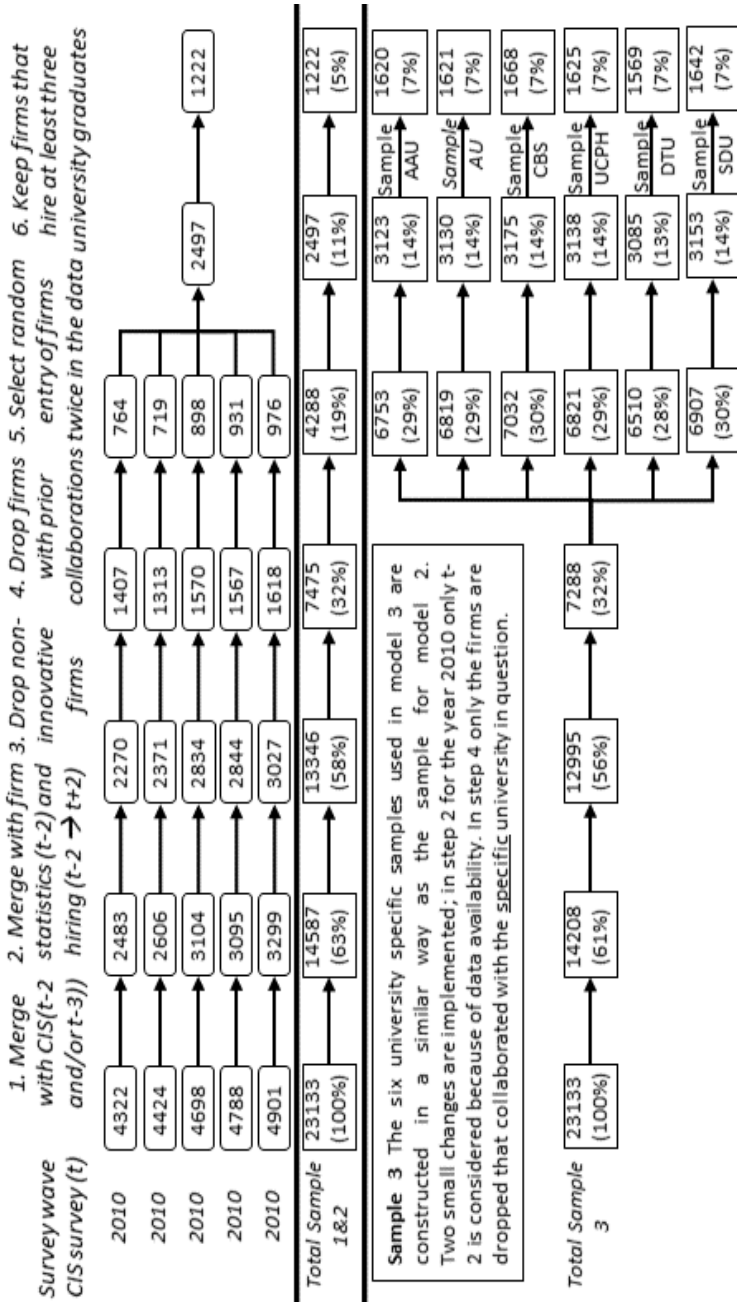 Survey wave
CIS survey (t)
1. Merge
with CIS(t-2
and/or t-3))
2. Merge with firm
statistics (t-2) and
hiring (t-2 → t+2)
3. Drop non-
innovative
firms
4. Drop firms
with prior
collaborations
5. Select random
entry of firms
twice in the data
6. Keep firms that
hire at least three
university graduates
2010
4322
2483
2270
1407
764
2010
4424
2606
2371
1313
719
2010
4698
3104
2834
1570
898
2497
1222
2010
4788
3095
2844
1567
931
2010
4901
3299
3027
1618
976
Total Sample
1&2
23133
(100%)
14587
(63%)
13346
(58%)
7475
(32%)
4288
(19%)
2497
(11%)
1222
(5%)
Sample 3 The six university specific samples used in model 3 are
constructed in a similar way as the sample for model 2.
Two small changes are implemented; in step 2 for the year 2010 only t-
2 is considered because of data availability. In step 4 only the firms are
dropped that collaborated with the specific university in question.
6753
(29%)
3123
(14%)
Sample
AAU
1620
(7%)
6819
(29%)
3130
(14%)
Sample
AU
1621
(7%)
7032
(30%)
3175
(14%)
Sample
CBS
1668
(7%)
6821
(29%)
3138
(14%)
Sample
UCPH
1625
(7%)
6510
(28%)
3085
(13%)
Sample
DTU
1569
(7%)
6907
(30%)
3153
(14%)
Sample
SDU
1642
(7%)
Total Sample
3
23133
(100%)
14208
(61%)
12995
(56%)
7288
(32%)